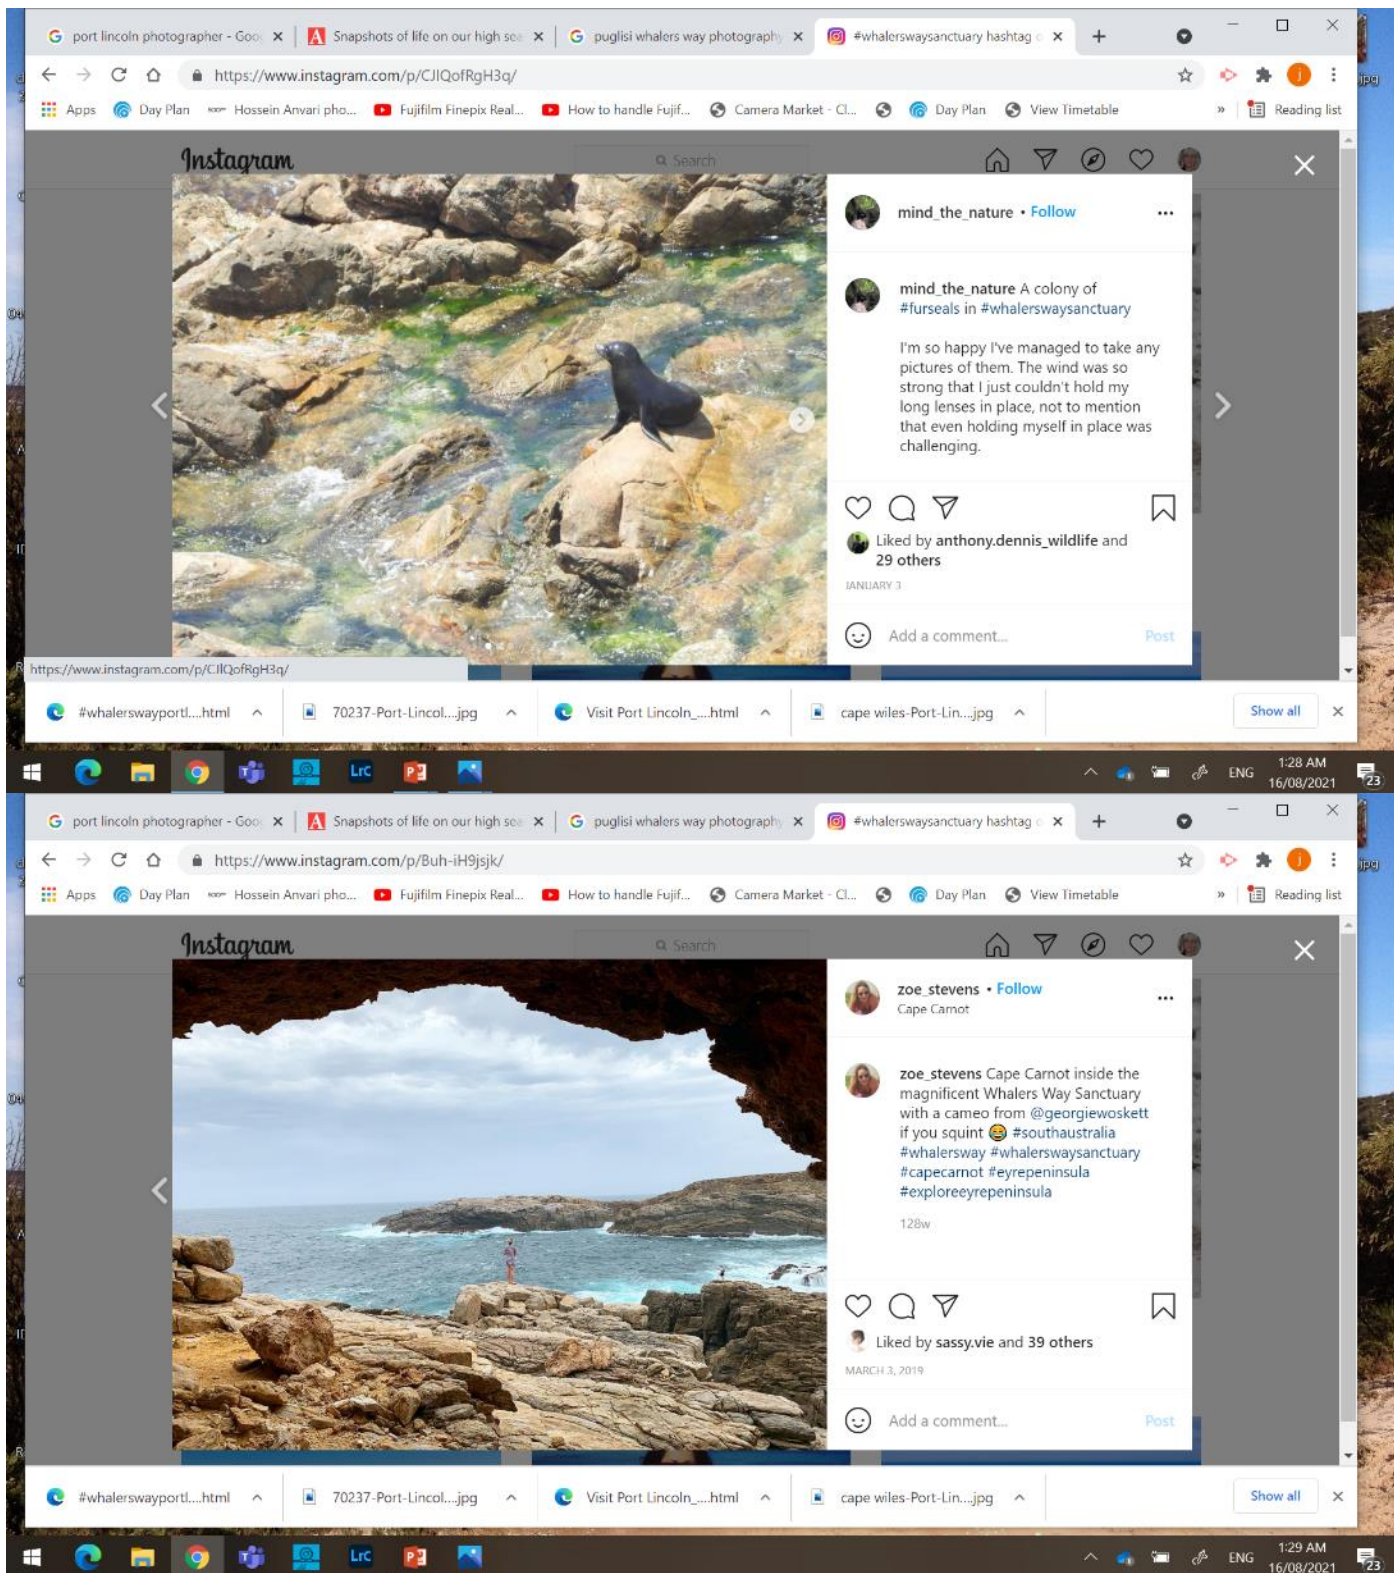 port lincoln photographer - Goo
Snapshots of life on our high sea
puglisi whalers way photography
#whalerswaysanctuary hashtag o
https://www.instagram.com/p/CJIQofRgH3q/
Apps
Day Plan
Hossein Anvari pho...
Fujifilm Finepix Real...
How to handle Fujif...
Camera Market - Cl...
Day Plan
View Timetable
»
Reading list
Instagram
Search
mind_the_nature • Follow
mind_the_nature A colony of
#furseals in #whalerswaysanctuary
I'm so happy I've managed to take any
pictures of them. The wind was so
strong that I just couldn't hold my
long lenses in place, not to mention
that even holding myself in place was
challenging.
Liked by anthony.dennis_wildlife and
29 others
JANUARY 3
Add a comment...
Post
https://www.instagram.com/p/CJIQofRgH3q/
#whalerswayportl....html
70237-Port-Lincol....jpg
Visit Port Lincoln_....html
cape wiles-Port-Lin....jpg
Show all
LrC
ENG
1:28 AM
16/08/2021
23
port lincoln photographer - Goo
Snapshots of life on our high sea
puglisi whalers way photography
#whalerswaysanctuary hashtag o
https://www.instagram.com/p/Buh-iH9jsjk/
Apps
Day Plan
Hossein Anvari pho...
Fujifilm Finepix Real...
How to handle Fujif...
Camera Market - Cl...
Day Plan
View Timetable
»
Reading list
Instagram
Search
zoe_stevens • Follow
Cape Carnot
zoe_stevens Cape Carnot inside the
magnificent Whalers Way Sanctuary
with a cameo from @georgiewoskett
if you squint 😂 #southaustralia
#whalersway #whalerswaysanctuary
#capecarnot #eyrepeninsula
#exploreeyrepeninsula
128w
Liked by sassy.vie and 39 others
MARCH 3, 2019
Add a comment...
Post
#whalerswayportl....html
70237-Port-Lincol....jpg
Visit Port Lincoln_....html
cape wiles-Port-Lin....jpg
Show all
LrC
ENG
1:29 AM
16/08/2021
23